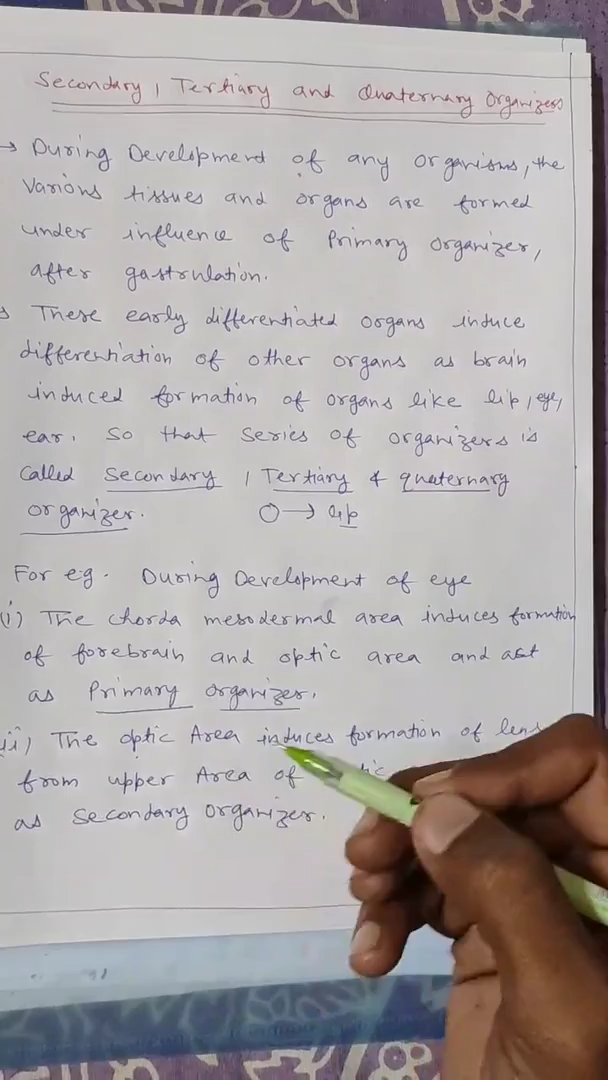 Secondary, Tertiary and Quaternary Organizers
→ During Development of any organisms, the
various tissues and organs are formed
under influence of Primary organizer,
after gastrulation.
These early differentiated organs induce
differentiation of other organs as brain
induced formation of organs like lip, eye,
ear. So that series of organizers is
called Secondary, Tertiary & quaternary
organizer. O → lip
For eg. During Development of eye
(i) The chorda mesodermal area induces formation
of forebrain and optic area and act
as Primary organizer.
(ii) The optic Area induces formation of lens
from upper Area of
as Secondary organizer.